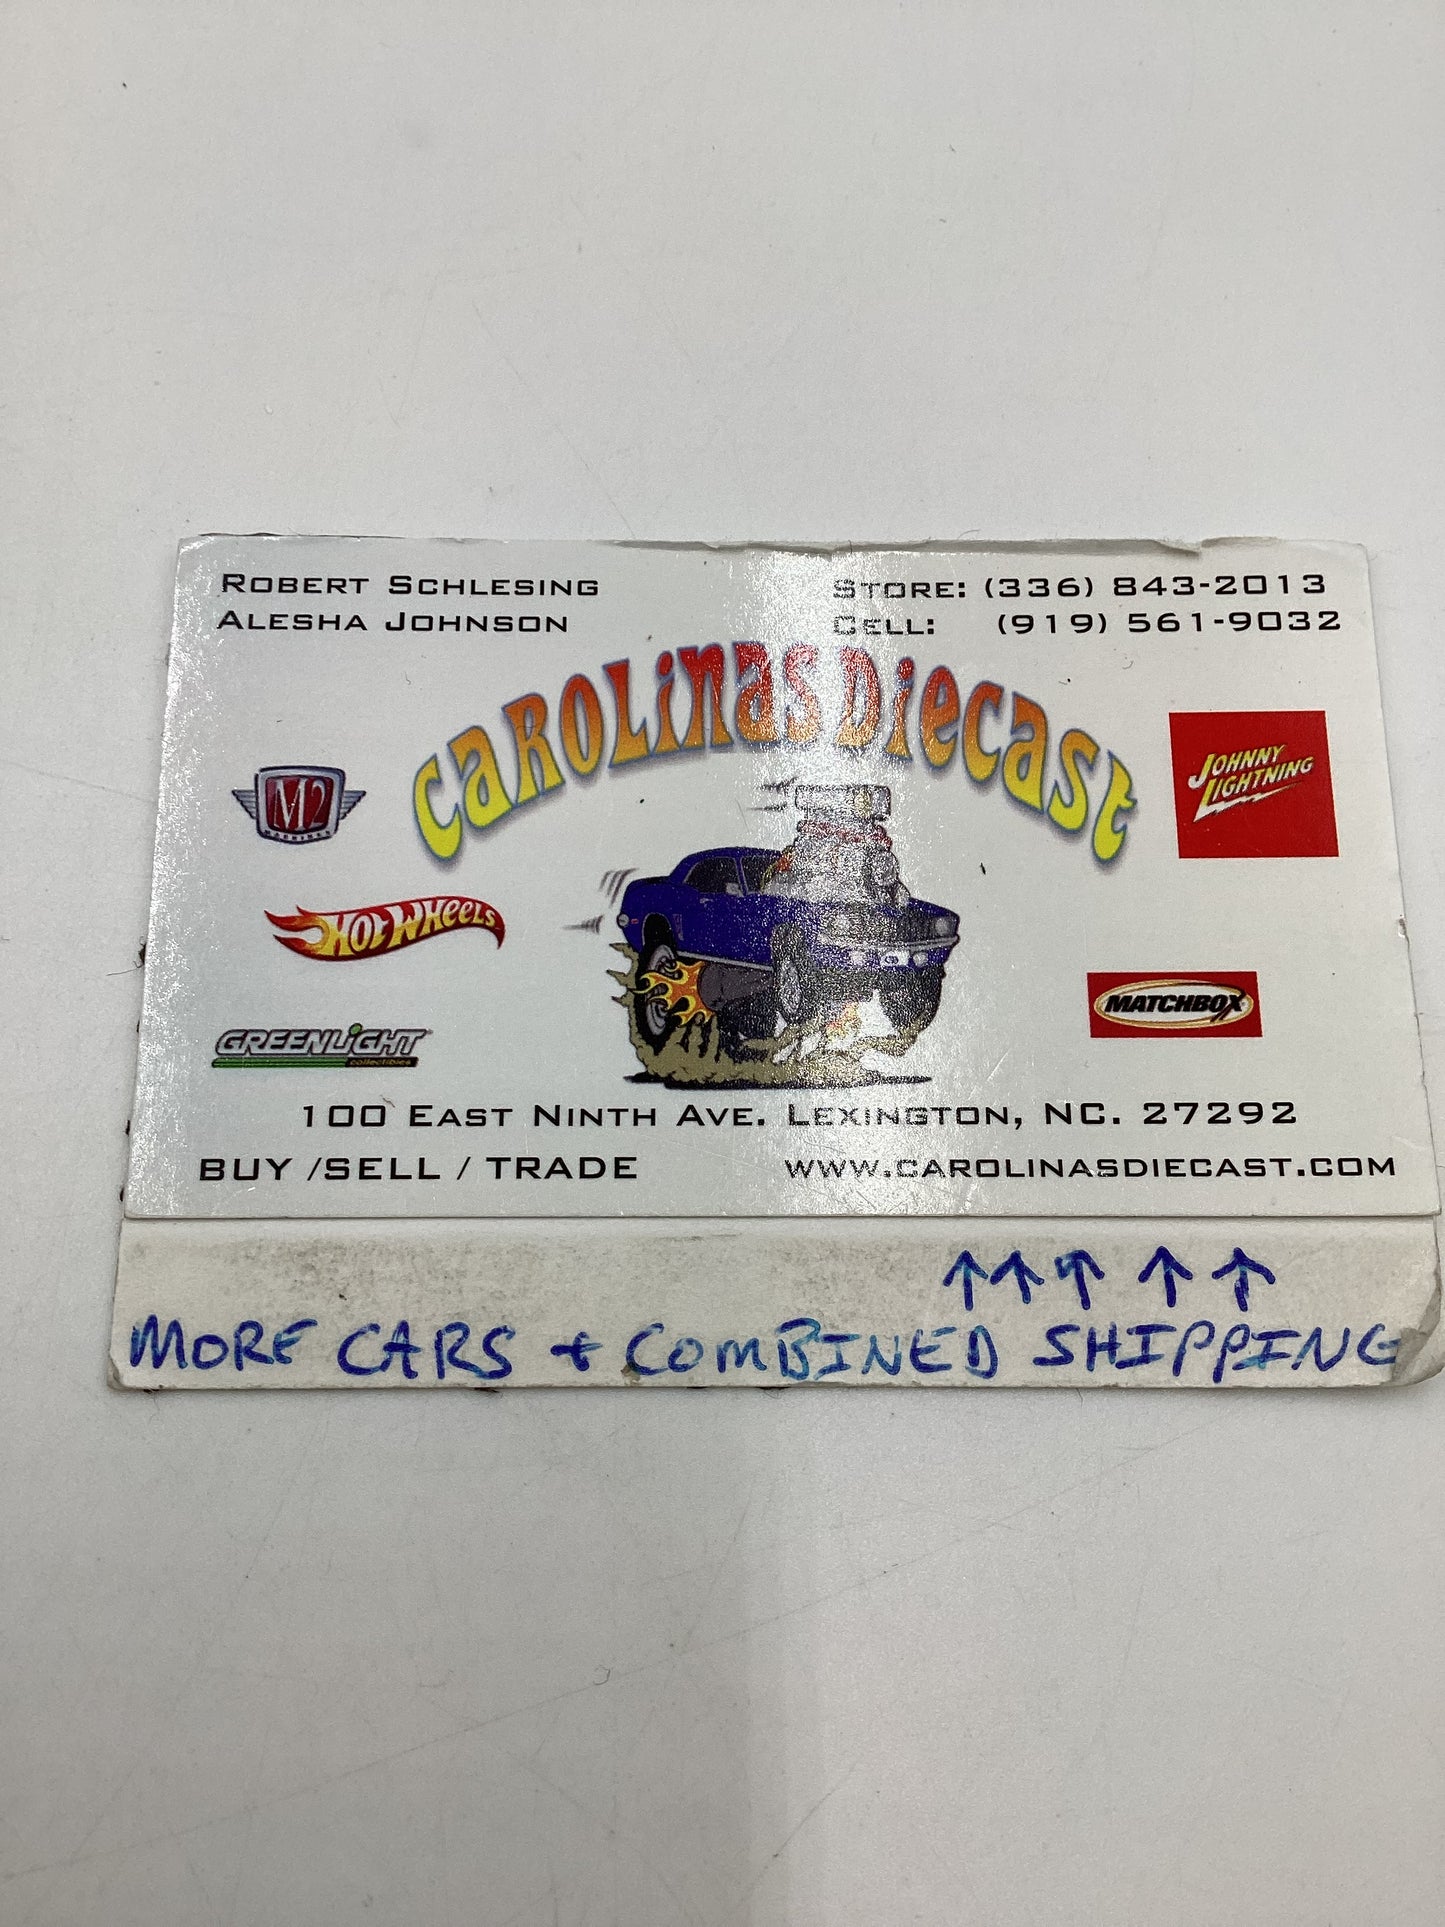 ROBERT SCHLESING
ALESHA JOHNSON
STORE: (336) 843-2013
CELL: (919) 561-9032
CAROLiNas DiecasT
M2
MACHINES
JOHNNY
LIGHTNING
HOT WHeeLS
MATCHBOX
GREENLiGHT
collectibles
100 EAST NINTH AVE. LEXINGTON, NC. 27292
BUY /SELL / TRADE
WWW.CAROLINASDIECAST.COM
↑ ↑ ↑ ↑ ↑
MORE CARS + COMBINED SHIPPING